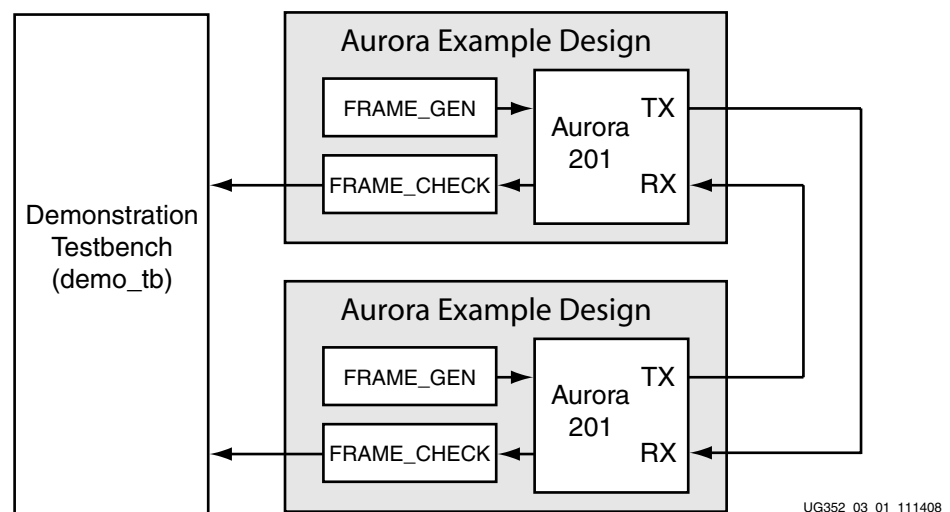 Demonstration
Testbench
(demo_tb)
Aurora Example Design
FRAME_GEN
FRAME_CHECK
Aurora
201
TX
RX
Aurora Example Design
FRAME_GEN
FRAME_CHECK
Aurora
201
TX
RX
UG352_03_01_111408